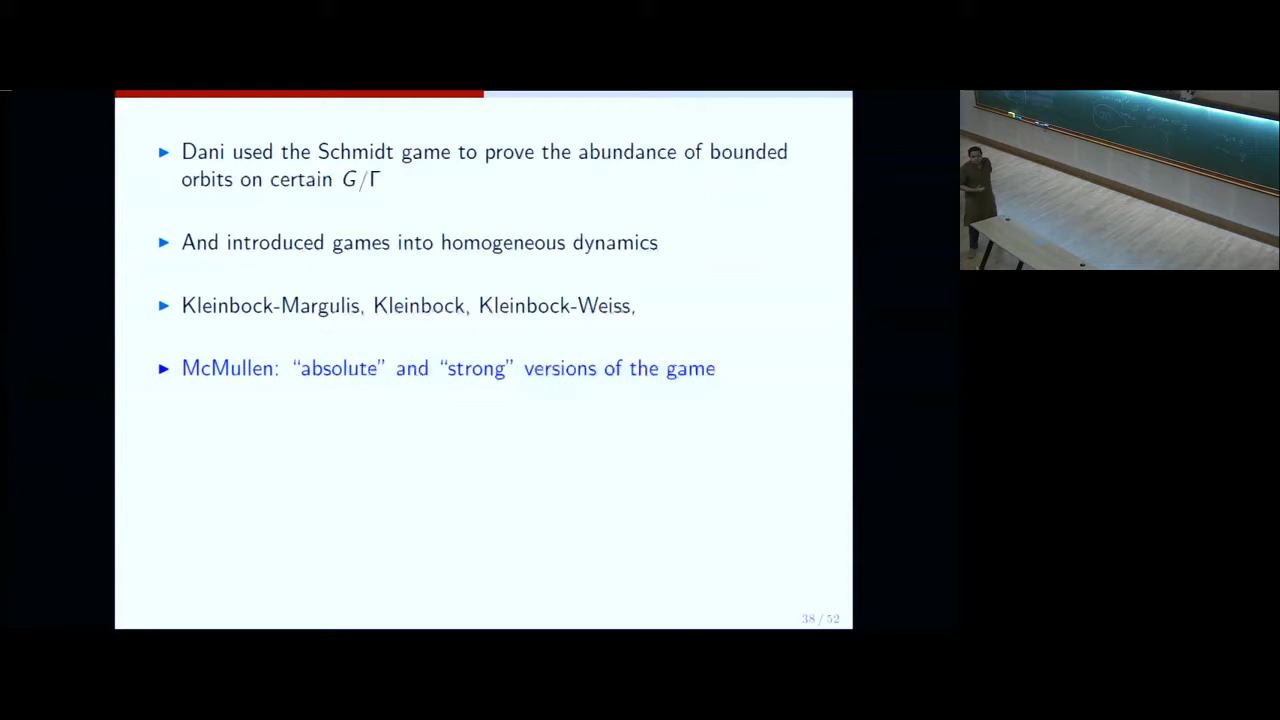 ▶ Dani used the Schmidt game to prove the abundance of bounded
orbits on certain G/Γ
▶ And introduced games into homogeneous dynamics
▶ Kleinbock-Margulis, Kleinbock, Kleinbock-Weiss,
▶ McMullen: “absolute” and “strong” versions of the game
38 / 52